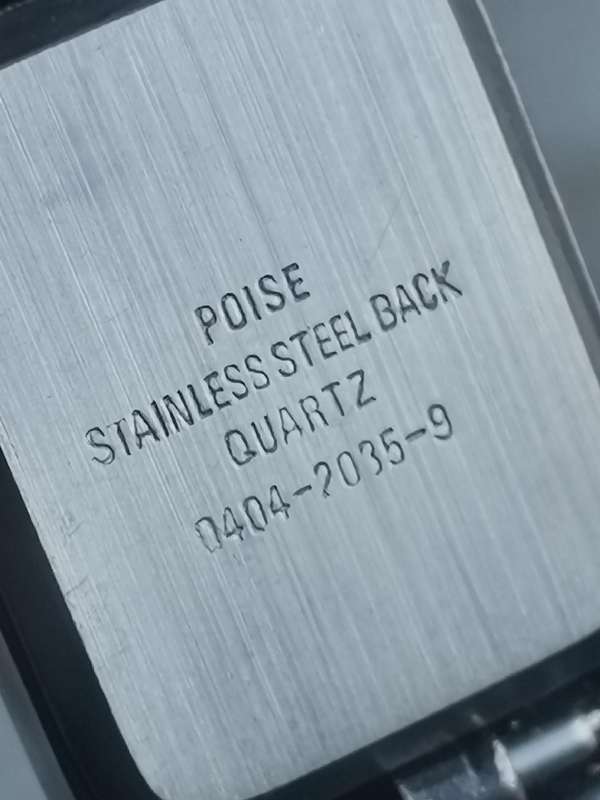 POISE
STAINLESS STEEL BACK
QUARTZ
0404-2035-9